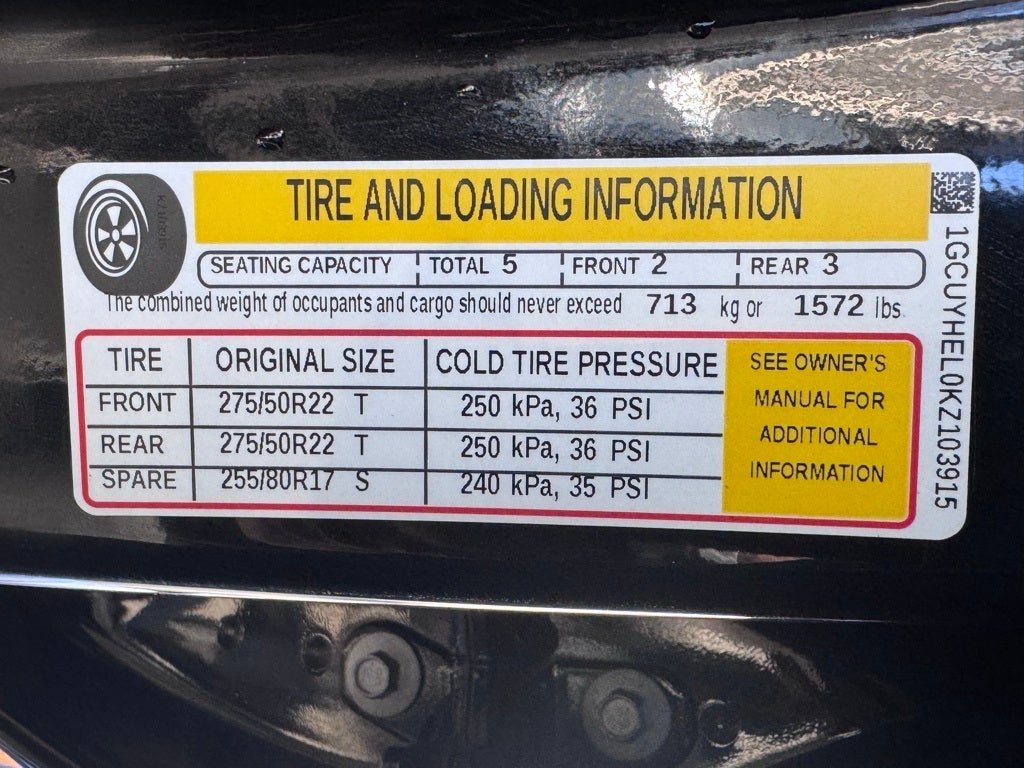 TIRE AND LOADING INFORMATION
SEATING CAPACITY TOTAL 5 FRONT 2 REAR 3
The combined weight of occupants and cargo should never exceed 713 kg or 1572 lbs.
TIRE ORIGINAL SIZE COLD TIRE PRESSURE
FRONT 275/50R22 T 250 kPa, 36 PSI
REAR 275/50R22 T 250 kPa, 36 PSI
SPARE 255/80R17 S 240 kPa, 35 PSI
SEE OWNER'S
MANUAL FOR
ADDITIONAL
INFORMATION
1GCUYHEL0KZ103915